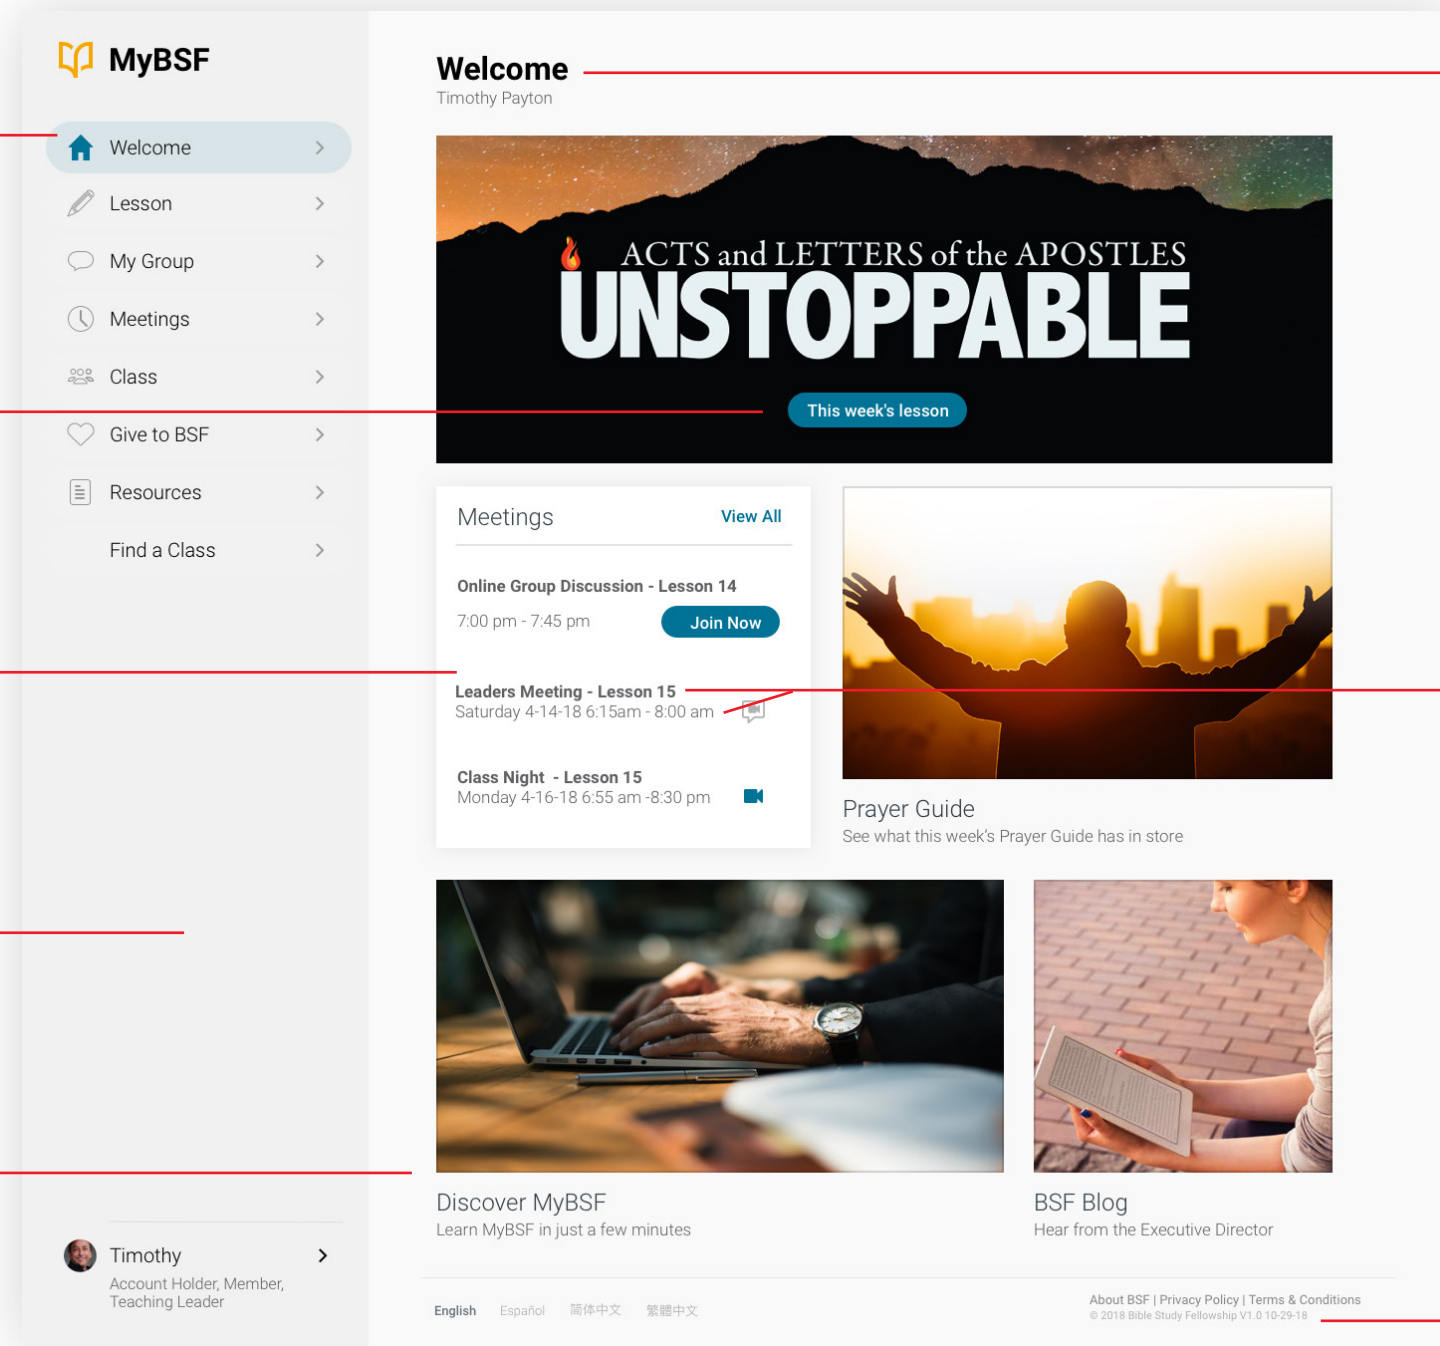 MyBSF
Welcome
Lesson
My Group
Meetings
Class
Give to BSF
Resources
Find a Class
Timothy
Account Holder, Member,
Teaching Leader
Welcome
Timothy Payton
ACTS and LETTERS of the APOSTLES
UNSTOPPABLE
This week's lesson
Meetings
View All
Online Group Discussion - Lesson 14
7:00 pm - 7:45 pm
Join Now
Leaders Meeting - Lesson 15
Saturday 4-14-18 6:15am - 8:00 am
Class Night - Lesson 15
Monday 4-16-18 6:55 am -8:30 pm
Prayer Guide
See what this week's Prayer Guide has in store
Discover MyBSF
Learn MyBSF in just a few minutes
BSF Blog
Hear from the Executive Director
English Español 简体中文 繁體中文
About BSF | Privacy Policy | Terms & Conditions
© 2018 Bible Study Fellowship V1.0 10-29-18